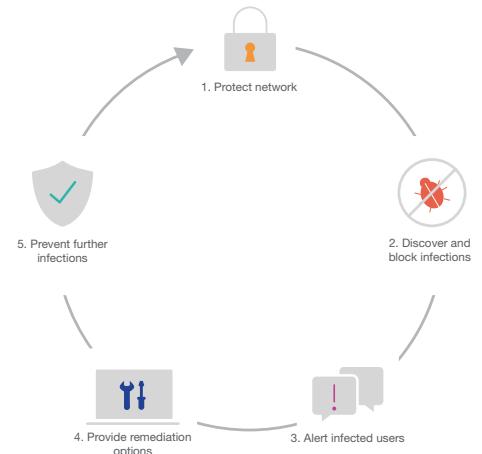 1. Protect network
2. Discover and
block infections
3. Alert infected users
4. Provide remediation
options
5. Prevent further
infections